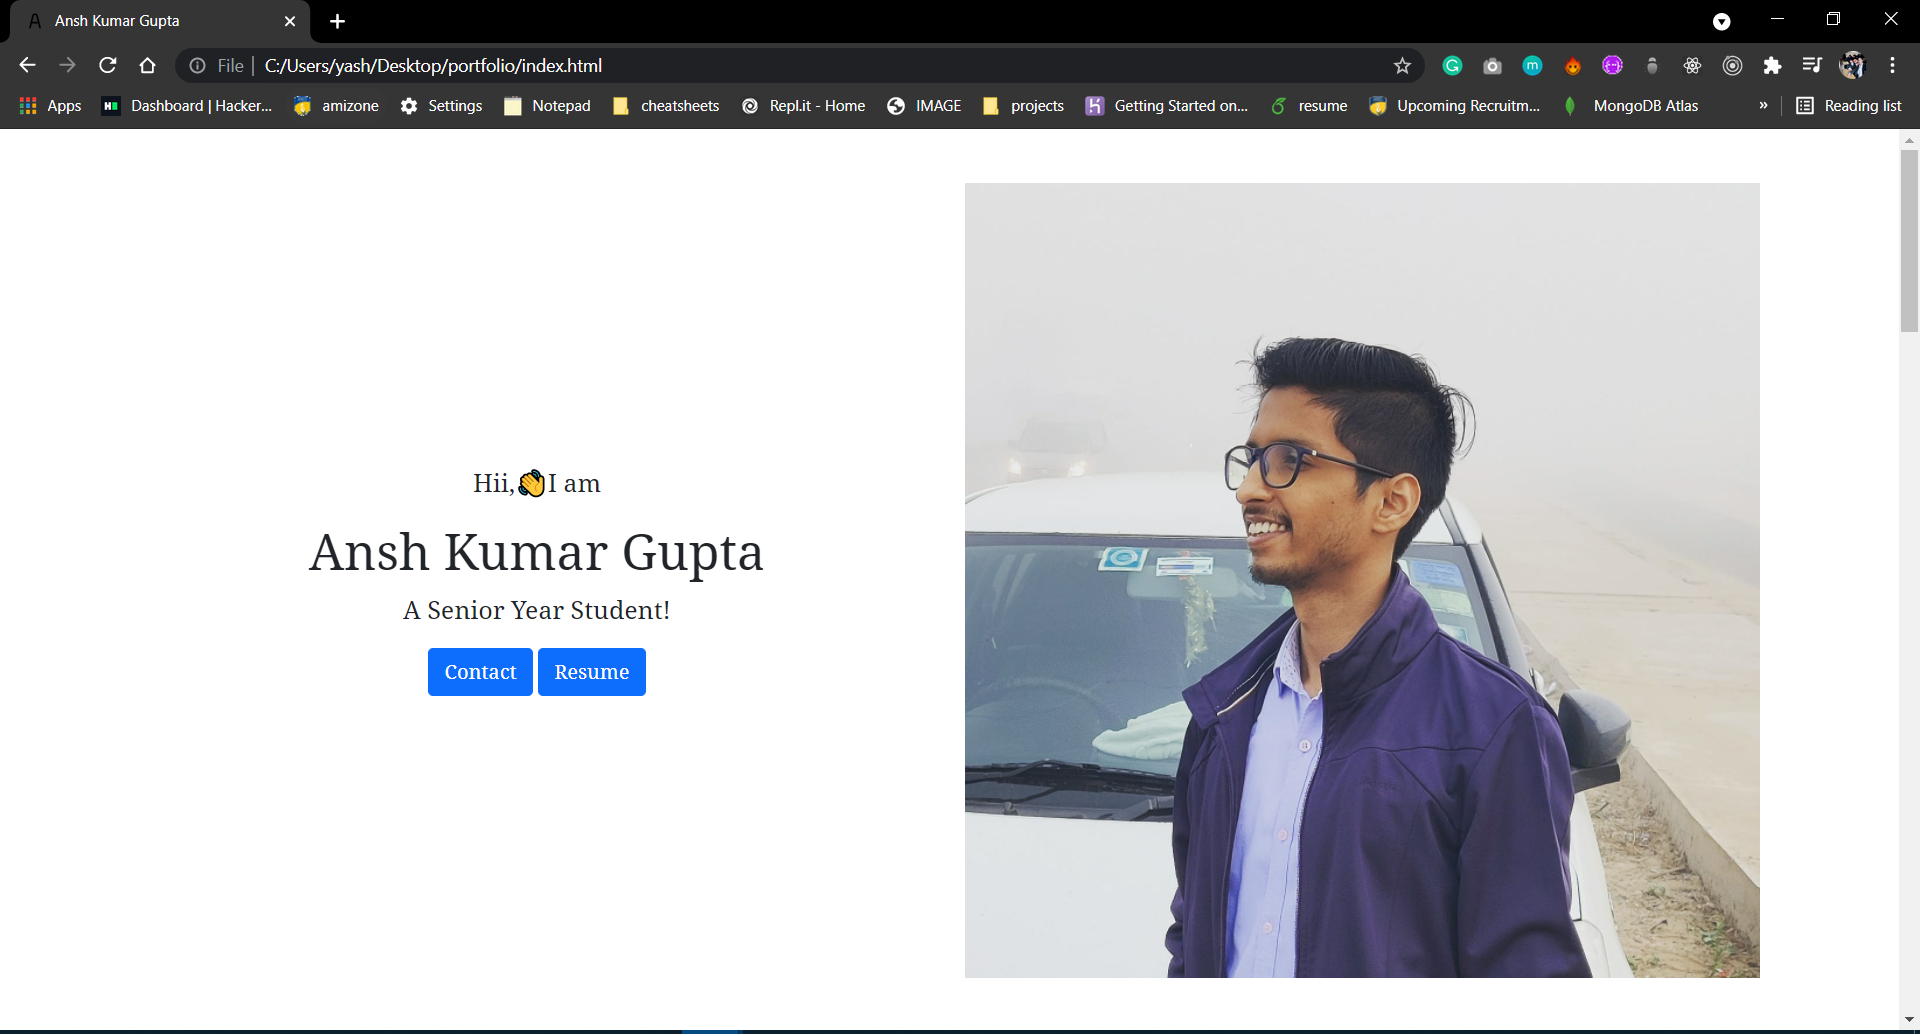 Ansh Kumar Gupta
File C:/Users/yash/Desktop/portfolio/index.html
Apps Dashboard | Hacker... amizone Settings Notepad cheatsheets Repl.it - Home IMAGE projects Getting Started on... resume Upcoming Recruitm... MongoDB Atlas » Reading list
Hii,👋I am
Ansh Kumar Gupta
A Senior Year Student!
Contact Resume